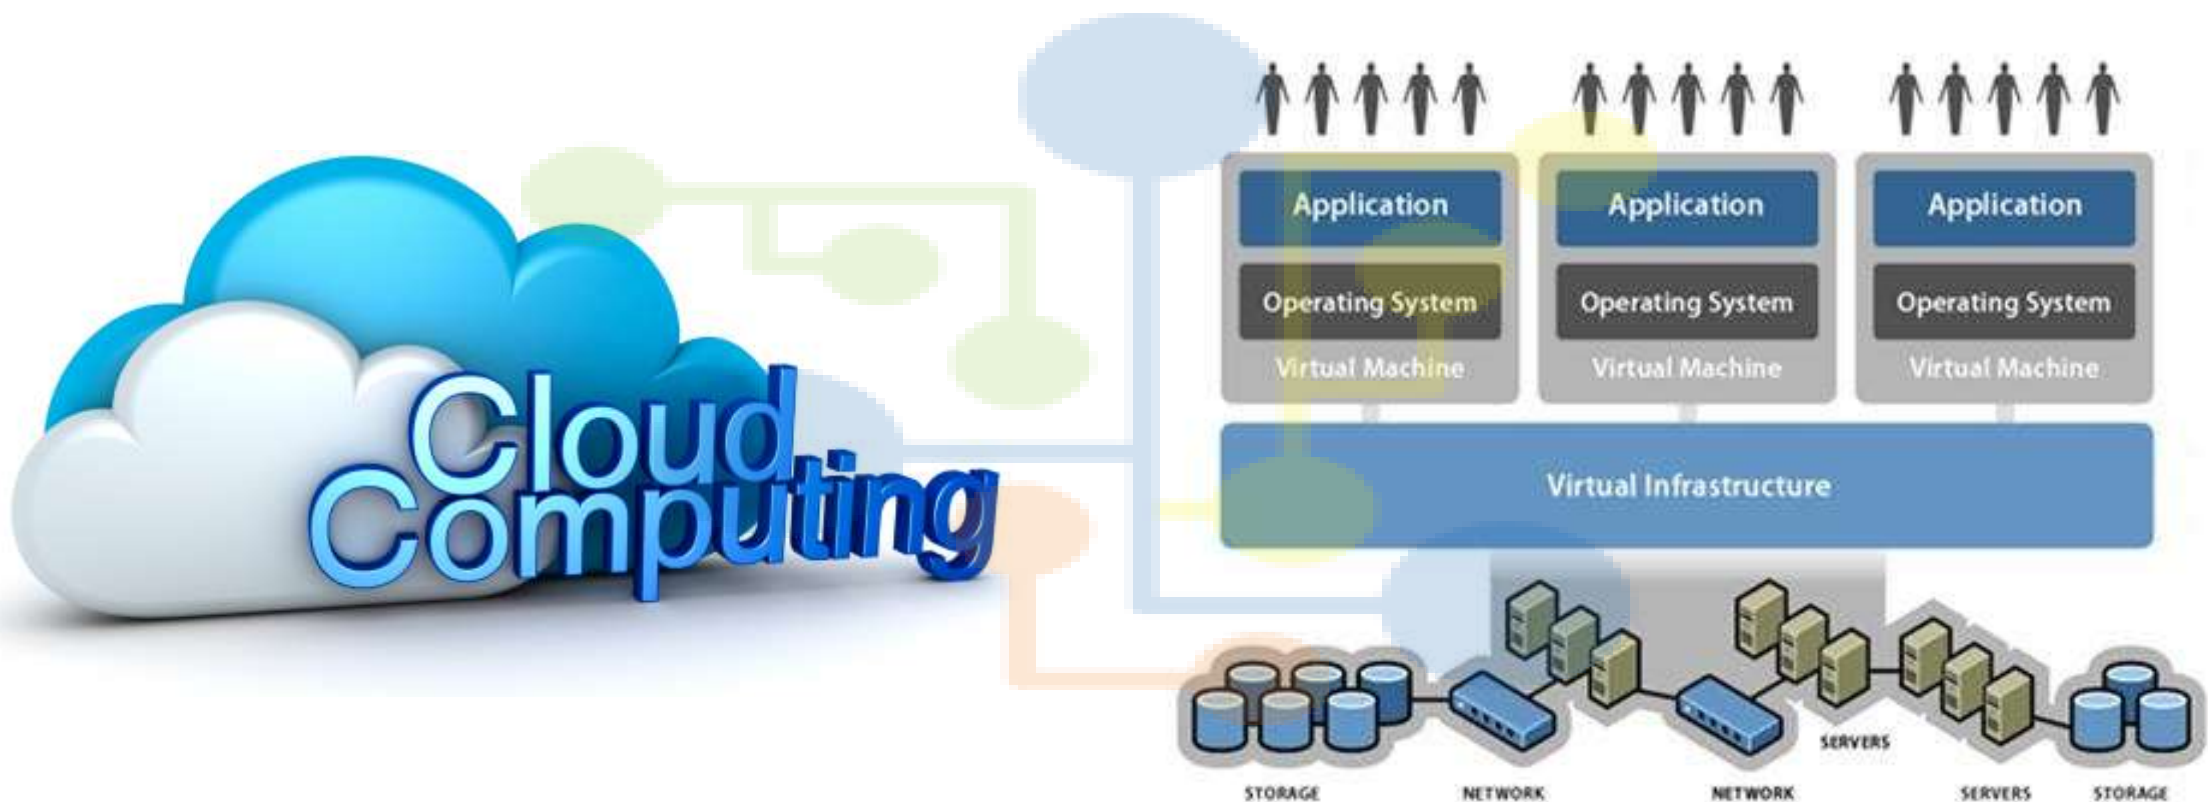 Cloud
Computing
Application
Application
Application
Operating System
Operating System
Operating System
Virtual Machine
Virtual Machine
Virtual Machine
Virtual Infrastructure
SERVERS
STORAGE
NETWORK
NETWORK
SERVERS
STORAGE